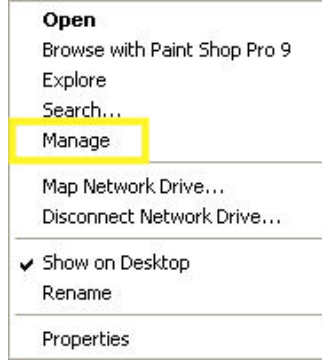 Open
Browse with Paint Shop Pro 9
Explore
Search...
Manage
Map Network Drive...
Disconnect Network Drive...
Show on Desktop
Rename
Properties